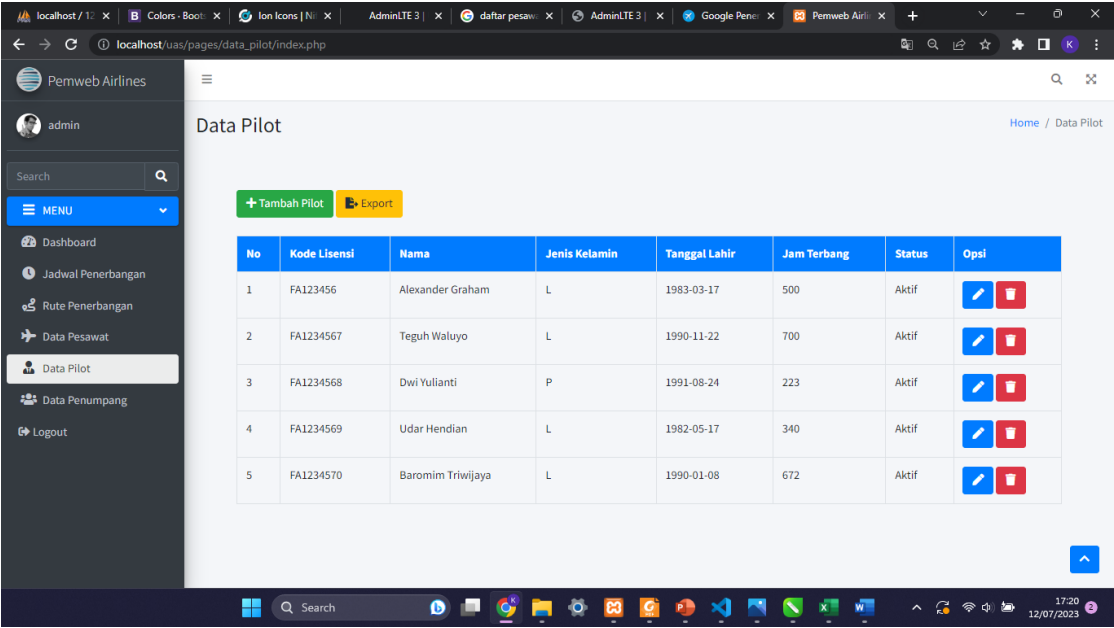 localhost / 12
Colors · Boots
Ion Icons | Ni
AdminLTE 3 |
daftar pesaw
AdminLTE 3 |
Google Pener
Pemweb Airli
localhost/uas/pages/data_pilot/index.php
K
Pemweb Airlines
admin
Search
MENU
Dashboard
Jadwal Penerbangan
Rute Penerbangan
Data Pesawat
Data Pilot
Data Penumpang
Logout
Data Pilot
Home / Data Pilot
Tambah Pilot Export
No Kode Lisensi Nama Jenis Kelamin Tanggal Lahir Jam Terbang Status Opsi
1 FA123456 Alexander Graham L 1983-03-17 500 Aktif
2 FA1234567 Teguh Waluyo L 1990-11-22 700 Aktif
3 FA1234568 Dwi Yulianti P 1991-08-24 223 Aktif
4 FA1234569 Udar Hendian L 1982-05-17 340 Aktif
5 FA1234570 Baromim Triwijaya L 1990-01-08 672 Aktif
Search
17:20
12/07/2023
2